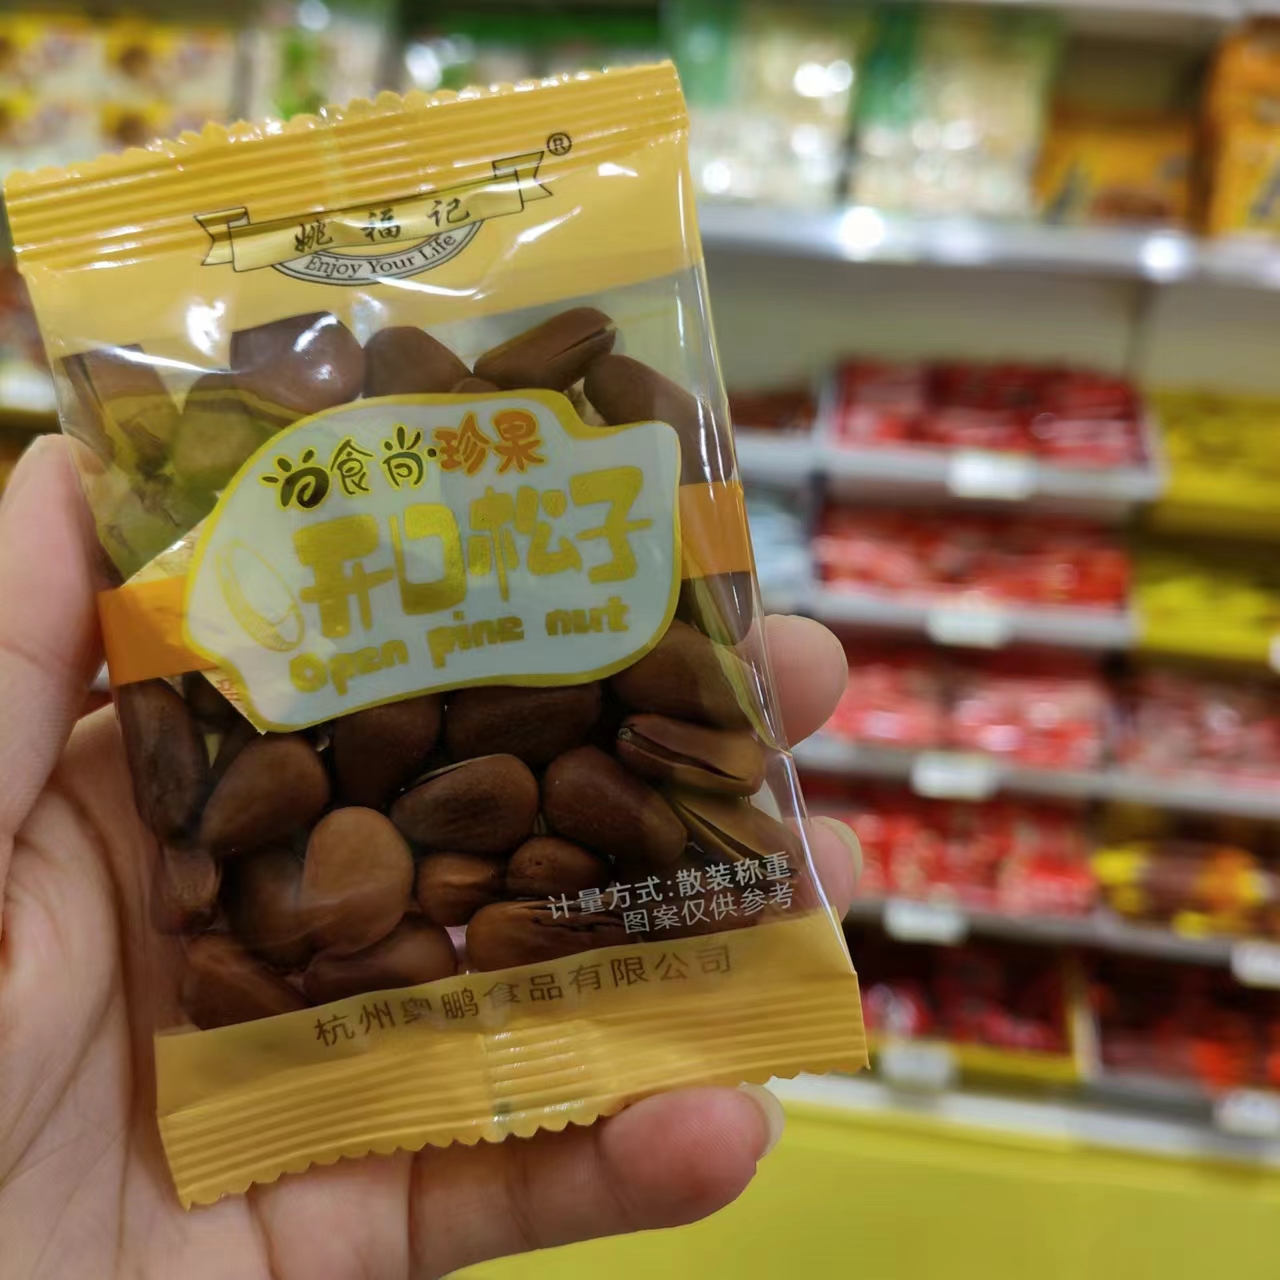 姚福记®
Enjoy Your Life
尚食尚·珍果
开口松子
Open pine nut
计量方式:散装称重
图案仅供参考
杭州粤鹏食品有限公司